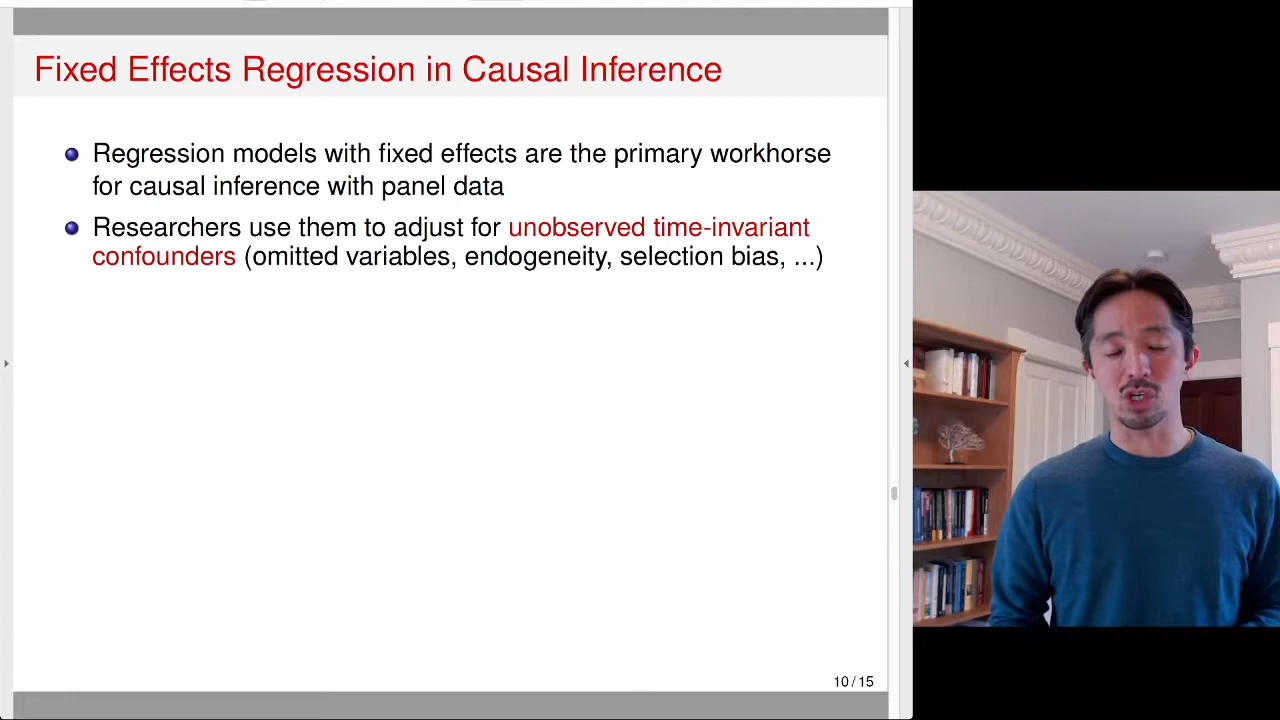 Fixed Effects Regression in Causal Inference
Regression models with fixed effects are the primary workhorse
for causal inference with panel data
Researchers use them to adjust for unobserved time-invariant
confounders (omitted variables, endogeneity, selection bias, ...)
10 / 15